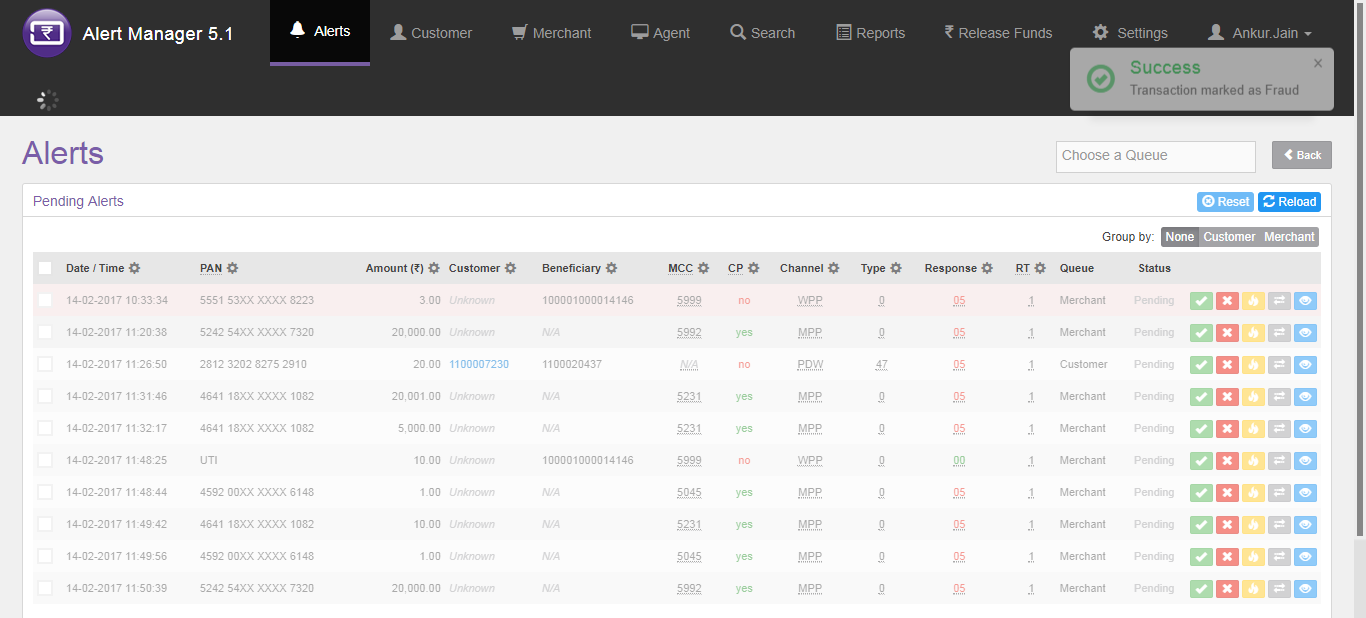 Alert Manager 5.1 Alerts Customer Merchant Agent Search Reports ₹ Release Funds Settings Ankur.Jain
Success ×
Transaction marked as Fraud
Alerts Choose a Queue Back
Pending Alerts Reset Reload
Group by: None Customer Merchant
Date / Time PAN Amount (₹) Customer Beneficiary MCC CP Channel Type Response RT Queue Status
14-02-2017 10:33:34 5551 53XX XXXX 8223 3.00 Unknown 100001000014146 5999 no WPP 0 05 1 Merchant Pending
14-02-2017 11:20:38 5242 54XX XXXX 7320 20,000.00 Unknown N/A 5992 yes MPP 0 05 1 Merchant Pending
14-02-2017 11:26:50 2812 3202 8275 2910 20.00 1100007230 1100020437 N/A no PDW 47 05 1 Customer Pending
14-02-2017 11:31:46 4641 18XX XXXX 1082 20,001.00 Unknown N/A 5231 yes MPP 0 05 1 Merchant Pending
14-02-2017 11:32:17 4641 18XX XXXX 1082 5,000.00 Unknown N/A 5231 yes MPP 0 05 1 Merchant Pending
14-02-2017 11:48:25 UTI 10.00 Unknown 100001000014146 5999 no WPP 0 00 1 Merchant Pending
14-02-2017 11:48:44 4592 00XX XXXX 6148 1.00 Unknown N/A 5045 yes MPP 0 05 1 Merchant Pending
14-02-2017 11:49:42 4641 18XX XXXX 1082 10.00 Unknown N/A 5231 yes MPP 0 05 1 Merchant Pending
14-02-2017 11:49:56 4592 00XX XXXX 6148 1.00 Unknown N/A 5045 yes MPP 0 05 1 Merchant Pending
14-02-2017 11:50:39 5242 54XX XXXX 7320 20,000.00 Unknown N/A 5992 yes MPP 0 05 1 Merchant Pending